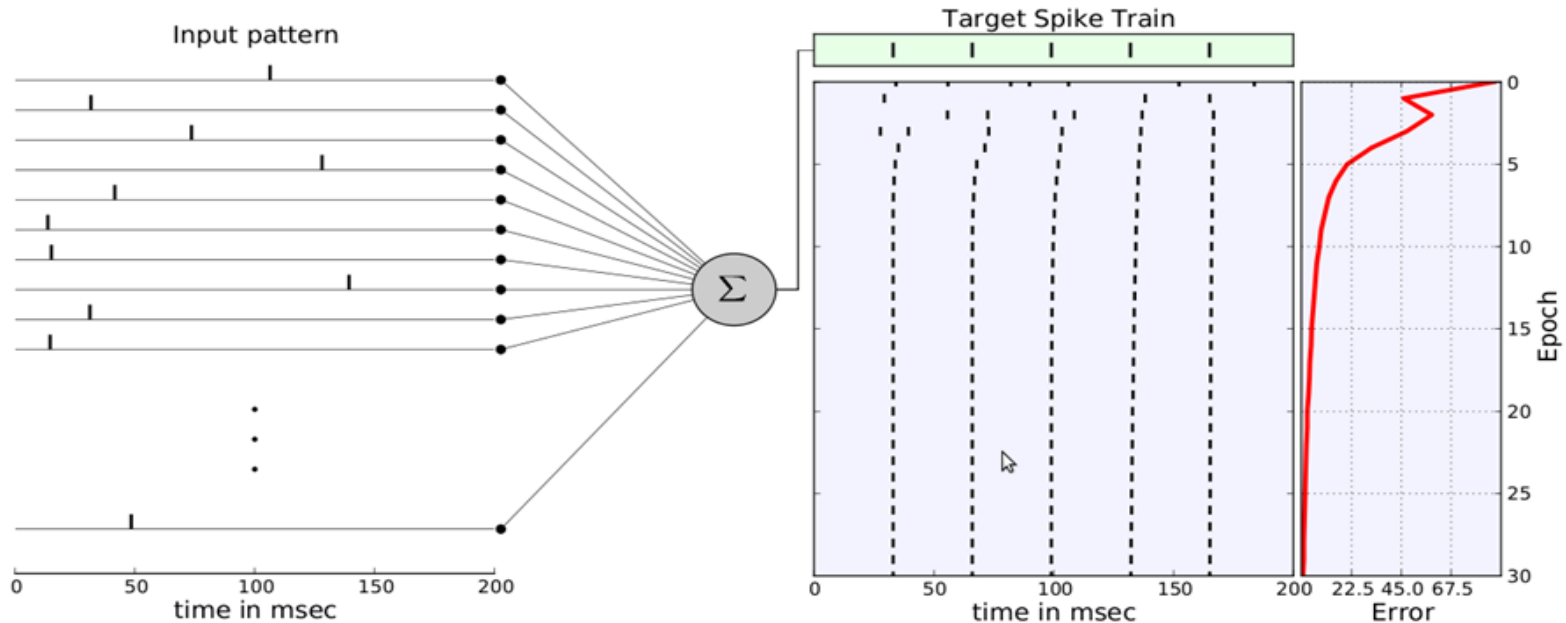 Input pattern
Σ
0 50 100 150 200
time in msec
Target Spike Train
0 50 100 150 200
time in msec
0
5
10
15
20
25
30
Epoch
0 22.5 45.0 67.5
Error